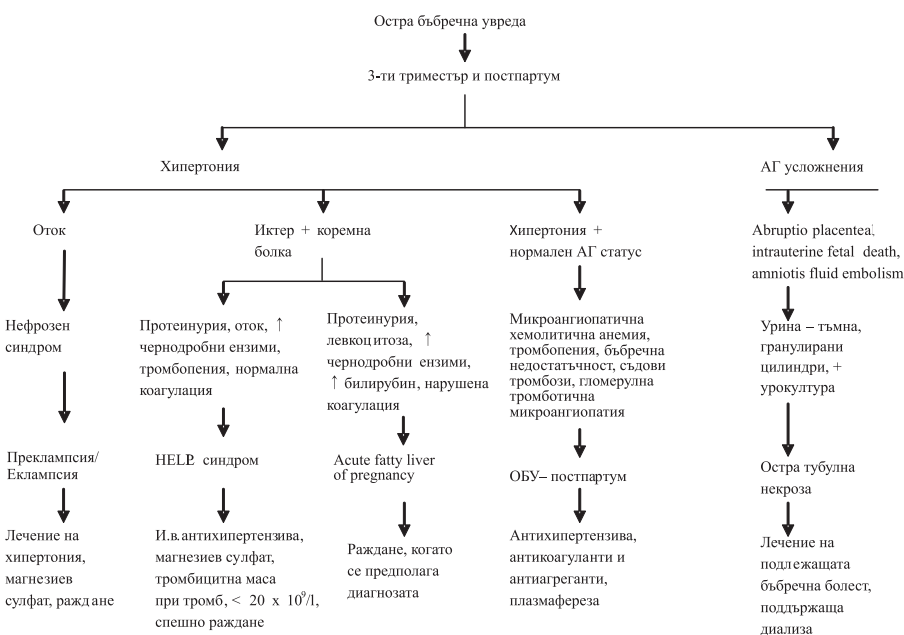 Остра бъбречна увреда
3-ти триместър и постпартум
Хипертония
АГ усложнения
Оток
Иктер + коремна
болка
Хипертония +
нормален АГ статус
Abruptio placentea,
intrauterine fetal death,
amniotis fluid embolism
Нефрозен
синдром
Протеинурия, оток, ↑
чернодробни ензими,
тромбопения, нормална
коагулация
Протеинурия,
левкоцитоза, ↑
чернодробни ензими,
↑ билирубин, нарушена
коагулация
Микроангиопатична
хемолитична анемия,
тромбопения, бъбречна
недостатъчност, съдови
тромбози, гломерулна
тромботична
микроангиопатия
Урина – тъмна,
гранулирани
цилиндри, +
урокултура
Преклампсия/
Еклампсия
HELP синдром
Acute fatty liver
of pregnancy
ОБУ– постпартум
Остра тубулна
некроза
Лечение на
хипертония,
магнезиев
сулфат, раждане
И.в.антихипертензива,
магнезиев сулфат,
тромбицитна маса
при тромб, < 20 x 10⁹/l,
спешно раждане
Раждане, когато
се предполага
диагнозата
Антихипертензива,
антикоагуланти и
антиагреганти,
плазмафереза
Лечение на
подлежащата
бъбречна болест,
поддържаща
диализа